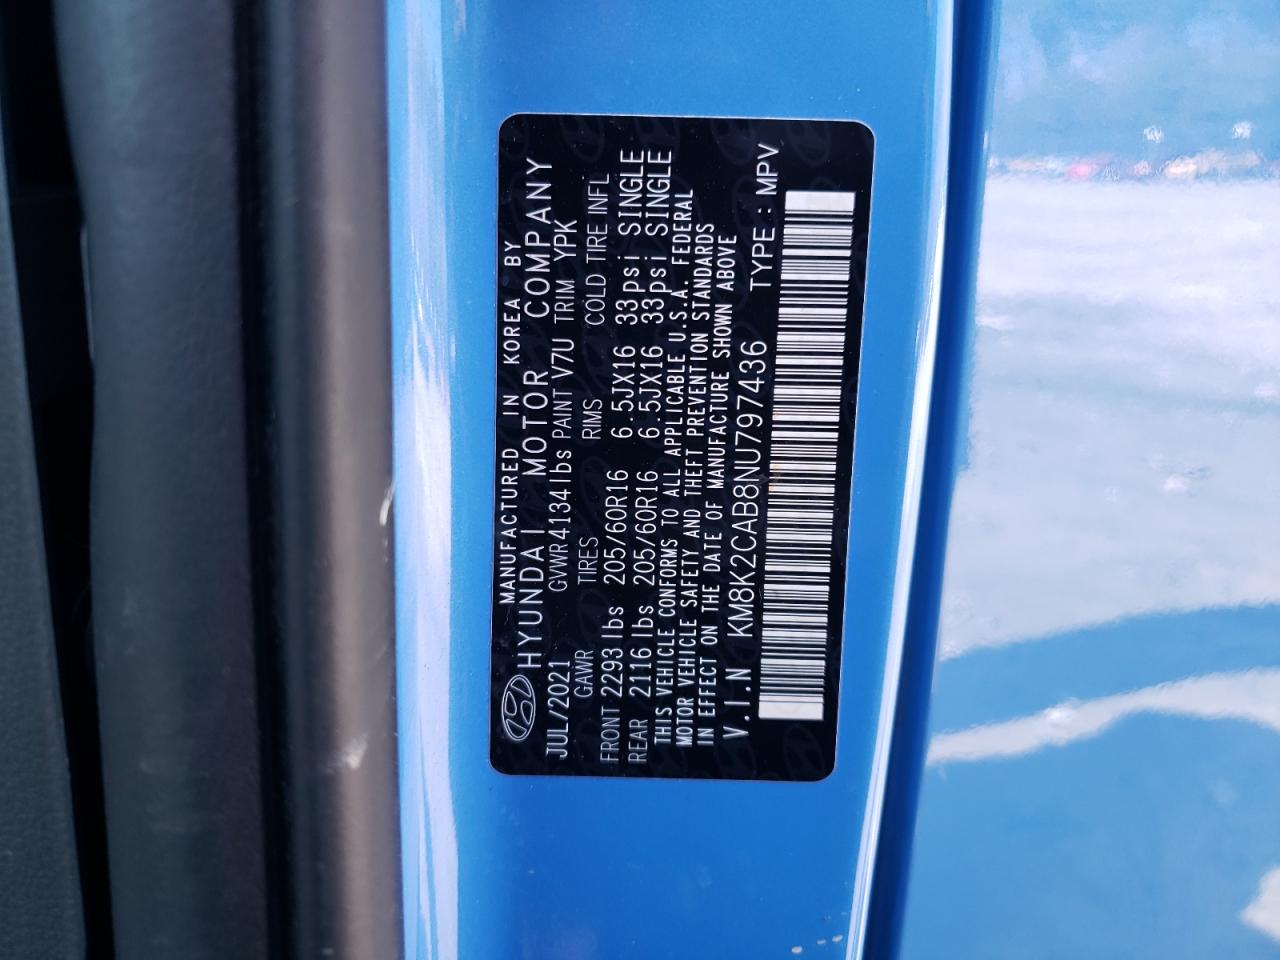 MANUFACTURED IN KOREA BY
HYUNDAI MOTOR COMPANY
JUL/2021 GVWR 4134lbs PAINT V7U TRIM YPK
GAWR TIRES RIMS COLD TIRE INFL
FRONT 2293lbs 205/60R16 6.5JX16 33psi SINGLE
REAR 2116lbs 205/60R16 6.5JX16 33psi SINGLE
THIS VEHICLE CONFORMS TO ALL APPLICABLE U.S.A. FEDERAL
MOTOR VEHICLE SAFETY AND THEFT PREVENTION STANDARDS
IN EFFECT ON THE DATE OF MANUFACTURE SHOWN ABOVE
V.I.N KM8K2CAB8NU797436 TYPE : MPV